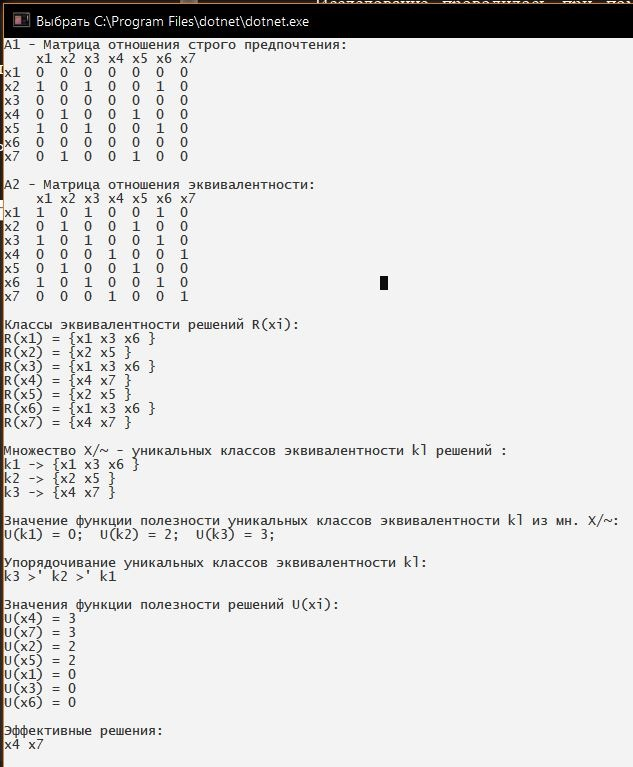 Выбрать C:\Program Files\dotnet\dotnet.exe
A1 - Матрица отношения строго предпочтения:
x1 x2 x3 x4 x5 x6 x7
x1 0 0 0 0 0 0 0
x2 1 0 1 0 0 1 0
x3 0 0 0 0 0 0 0
x4 0 1 0 0 1 0 0
x5 1 0 1 0 0 1 0
x6 0 0 0 0 0 0 0
x7 0 1 0 0 1 0 0
A2 - Матрица отношения эквивалентности:
x1 x2 x3 x4 x5 x6 x7
x1 1 0 1 0 0 1 0
x2 0 1 0 0 1 0 0
x3 1 0 1 0 0 1 0
x4 0 0 0 1 0 0 1
x5 0 1 0 0 1 0 0
x6 1 0 1 0 0 1 0
x7 0 0 0 1 0 0 1
Классы эквивалентности решений R(xi):
R(x1) = {x1 x3 x6 }
R(x2) = {x2 x5 }
R(x3) = {x1 x3 x6 }
R(x4) = {x4 x7 }
R(x5) = {x2 x5 }
R(x6) = {x1 x3 x6 }
R(x7) = {x4 x7 }
Множество X/~ - уникальных классов эквивалентности kl решений :
k1 -> {x1 x3 x6 }
k2 -> {x2 x5 }
k3 -> {x4 x7 }
Значение функции полезности уникальных классов эквивалентности kl из мн. X/~:
U(k1) = 0; U(k2) = 2; U(k3) = 3;
Упорядочивание уникальных классов эквивалентности kl:
k3 >' k2 >' k1
Значения функции полезности решений U(xi):
U(x4) = 3
U(x7) = 3
U(x2) = 2
U(x5) = 2
U(x1) = 0
U(x3) = 0
U(x6) = 0
Эффективные решения:
x4 x7